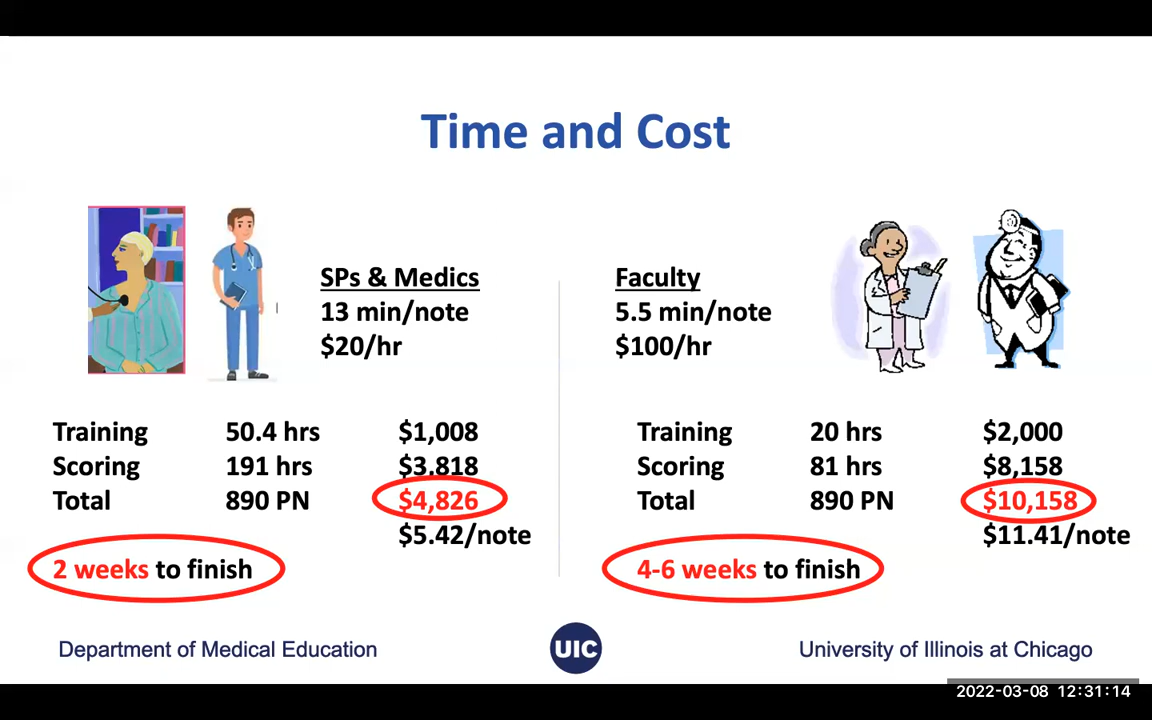 Time and Cost
SPs & Medics
13 min/note
$20/hr
Training 50.4 hrs $1,008
Scoring 191 hrs $3,818
Total 890 PN $4,826
$5.42/note
2 weeks to finish
Faculty
5.5 min/note
$100/hr
Training 20 hrs $2,000
Scoring 81 hrs $8,158
Total 890 PN $10,158
$11.41/note
4-6 weeks to finish
Department of Medical Education
UIC
University of Illinois at Chicago
2022-03-08 12:31:14